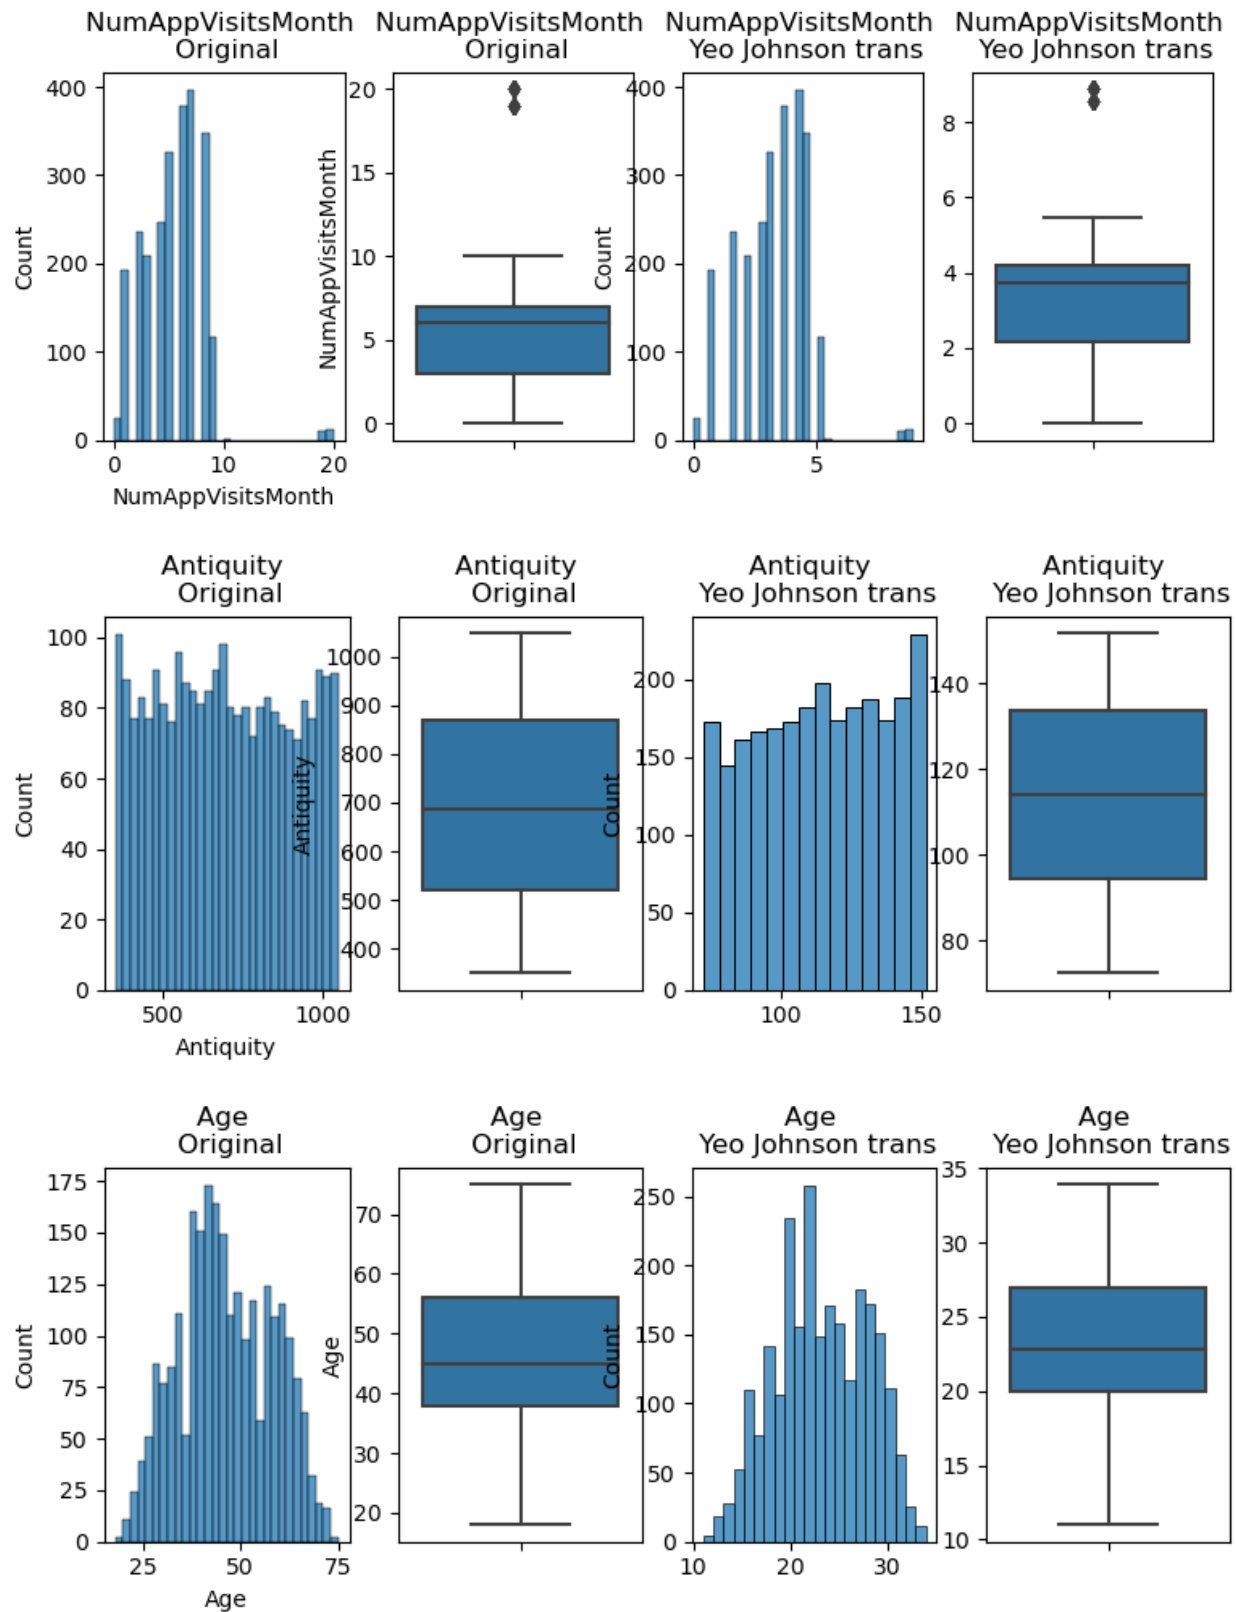 NumAppVisitsMonth
Original
NumAppVisitsMonth
Original
NumAppVisitsMonth
Yeo Johnson trans
NumAppVisitsMonth
Yeo Johnson trans
Count
400
300
200
100
0
0
10
20
NumAppVisitsMonth
NumAppVisitsMonth
20
15
10
5
0
Count
400
300
200
100
0
0
5
8
6
4
2
0
Antiquity
Original
Antiquity
Original
Antiquity
Yeo Johnson trans
Antiquity
Yeo Johnson trans
Count
100
80
60
40
20
0
500
1000
Antiquity
Antiquity
1000
900
800
700
600
500
400
Count
200
150
100
50
0
100
150
140
120
100
80
Age
Original
Age
Original
Age
Yeo Johnson trans
Age
Yeo Johnson trans
Count
175
150
125
100
75
50
25
0
25
50
75
Age
Age
70
60
50
40
30
20
Count
250
200
150
100
50
0
10
20
30
35
30
25
20
15
10